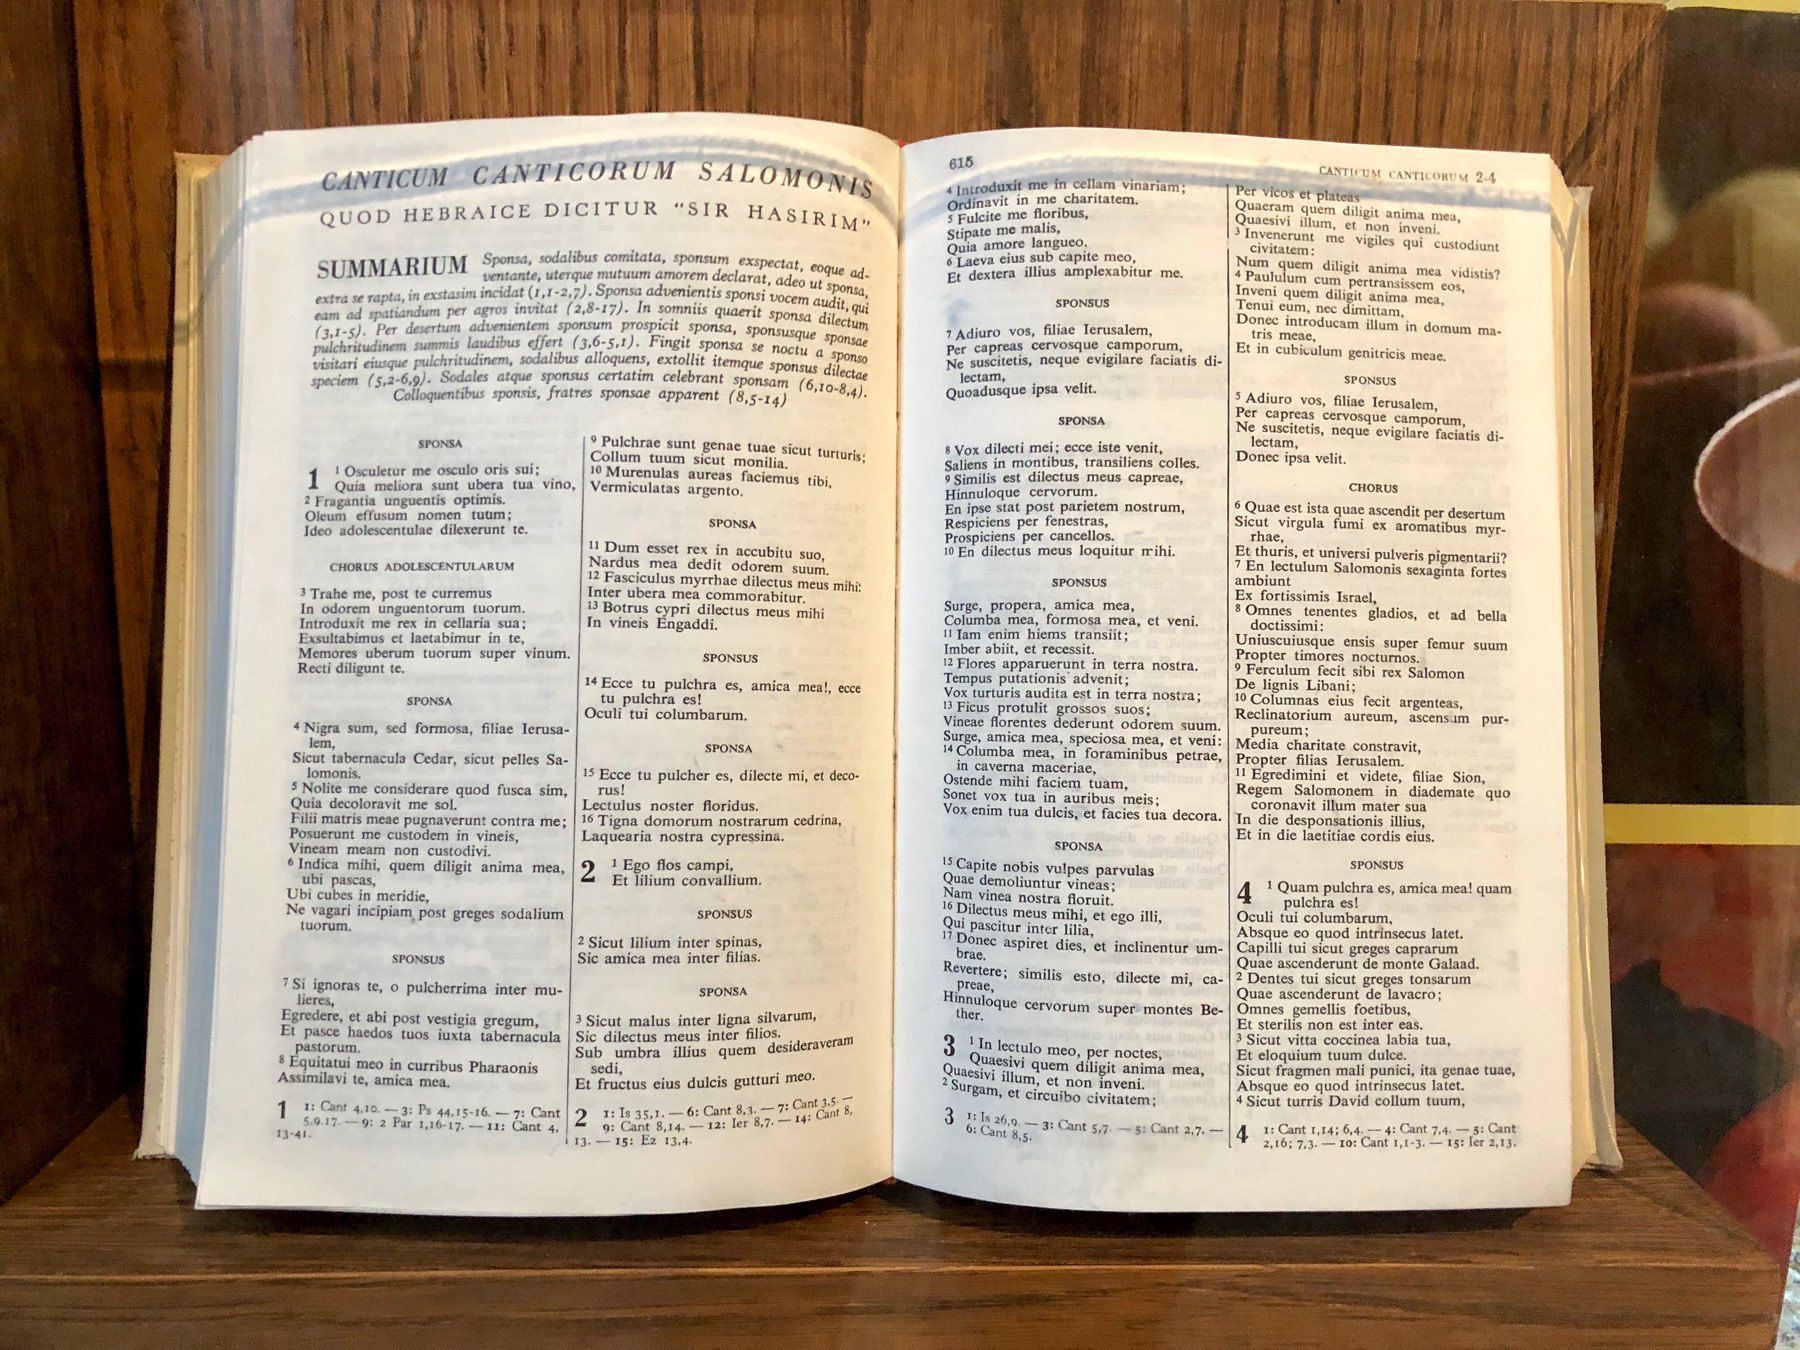 CANTICUM CANTICORUM SALOMONIS
QUOD HEBRAICE DICITUR "SIR HASIRIM"
SUMMARIUM Sponsa, sodalibus comitata, sponsum exspectat, eoque ad-
ventante, uterque mutuum amorem declarat, adeo ut sponsa,
extra se rapta, in exstasim incidat (1,1-2,7). Sponsa advenientis sponsi vocem audit, qui
eam ad spatiandum per agros invitat (2,8-17). In somniis quaerit sponsa dilectum
(3,1-5). Per desertum advenientem sponsum prospicit sponsa, sponsusque sponsae
pulchritudinem summis laudibus effert (3,6-5,1). Fingit sponsa se noctu a sponso
visitari eiusque pulchritudinem, sodalibus alloquens, extollit itemque sponsus dilectae
speciem (5,2-6,9). Sodales atque sponsus certatim celebrant sponsam (6,10-8,4).
Colloquentibus sponsis, fratres sponsae apparent (8,5-14)
SPONSA
1 1 Osculetur me osculo oris sui;
Quia meliora sunt ubera tua vino,
2 Fragantia unguentis optimis.
Oleum effusum nomen tuum;
Ideo adolescentulae dilexerunt te.
CHORUS ADOLESCENTULARUM
3 Trahe me, post te curremus
In odorem unguentorum tuorum.
Introduxit me rex in cellaria sua;
Exsultabimus et laetabimur in te,
Memores uberum tuorum super vinum.
Recti diligunt te.
SPONSA
4 Nigra sum, sed formosa, filiae Ierusa-
lem,
Sicut tabernacula Cedar, sicut pelles Sa-
lomonis.
5 Nolite me considerare quod fusca sim,
Quia decoloravit me sol.
Filii matris meae pugnaverunt contra me;
Posuerunt me custodem in vineis,
Vineam meam non custodivi.
6 Indica mihi, quem diligit anima mea,
ubi pascas,
Ubi cubes in meridie,
Ne vagari incipiam post greges sodalium
tuorum.
SPONSUS
7 Si ignoras te, o pulcherrima inter mu-
lieres,
Egredere, et abi post vestigia gregum,
Et pasce haedos tuos iuxta tabernacula
pastorum.
8 Equitatui meo in curribus Pharaonis
Assimilavi te, amica mea.
1 1: Cant 4,10. — 3: Ps 44,15-16. — 7: Cant
5,9.17. — 9: 2 Par 1,16-17. — 11: Cant 4,
13-41.
9 Pulchrae sunt genae tuae sicut turturis;
Collum tuum sicut monilia.
10 Murenulas aureas faciemus tibi,
Vermiculatas argento.
SPONSA
11 Dum esset rex in accubitu suo,
Nardus mea dedit odorem suum.
12 Fasciculus myrrhae dilectus meus mihi:
Inter ubera mea commorabitur.
13 Botrus cypri dilectus meus mihi
In vineis Engaddi.
SPONSUS
14 Ecce tu pulchra es, amica mea!, ecce
tu pulchra es!
Oculi tui columbarum.
SPONSA
15 Ecce tu pulcher es, dilecte mi, et deco-
rus!
Lectulus noster floridus.
16 Tigna domorum nostrarum cedrina,
Laquearia nostra cypressina.
2 1 Ego flos campi,
Et lilium convallium.
SPONSUS
2 Sicut lilium inter spinas,
Sic amica mea inter filias.
SPONSA
3 Sicut malus inter ligna silvarum,
Sic dilectus meus inter filios.
Sub umbra illius quem desideraveram
sedi,
Et fructus eius dulcis gutturi meo.
2 1: Is 35,1. — 6: Cant 8,3. — 7: Cant 3,5. —
9: Cant 8,14. — 12: Ier 8,7. — 14: Cant 8,
13. — 15: Ez 13,4.
615
CANTICUM CANTICORUM 2-4
4 Introduxit me in cellam vinariam;
Ordinavit in me charitatem.
5 Fulcite me floribus,
Stipate me malis,
Quia amore langueo.
6 Laeva eius sub capite meo,
Et dextera illius amplexabitur me.
SPONSUS
7 Adiuro vos, filiae Ierusalem,
Per capreas cervosque camporum,
Ne suscitetis, neque evigilare faciatis di-
lectam,
Quoadusque ipsa velit.
SPONSA
8 Vox dilecti mei; ecce iste venit,
Saliens in montibus, transiliens colles.
9 Similis est dilectus meus capreae,
Hinnuloque cervorum.
En ipse stat post parietem nostrum,
Respiciens per fenestras,
Prospiciens per cancellos.
10 En dilectus meus loquitur mihi.
SPONSUS
Surge, propera, amica mea,
Columba mea, formosa mea, et veni.
11 Iam enim hiems transiit;
Imber abiit, et recessit.
12 Flores apparuerunt in terra nostra.
Tempus putationis advenit;
Vox turturis audita est in terra nostra;
13 Ficus protulit grossos suos;
Vineae florentes dederunt odorem suum.
Surge, amica mea, speciosa mea, et veni:
14 Columba mea, in foraminibus petrae,
in caverna maceriae,
Ostende mihi faciem tuam,
Sonet vox tua in auribus meis;
Vox enim tua dulcis, et facies tua decora.
SPONSA
15 Capite nobis vulpes parvulas
Quae demoliuntur vineas;
Nam vinea nostra floruit.
16 Dilectus meus mihi, et ego illi,
Qui pascitur inter lilia,
17 Donec aspiret dies, et inclinentur um-
brae.
Revertere; similis esto, dilecte mi, ca-
preae,
Hinnuloque cervorum super montes Be-
ther.
3 1 In lectulo meo, per noctes,
Quaesivi quem diligit anima mea,
Quaesivi illum, et non inveni.
2 Surgam, et circuibo civitatem;
3 1: Is 26,9. — 3: Cant 5,7. — 5: Cant 2,7. —
6: Cant 8,5.
Per vicos et plateas
Quaeram quem diligit anima mea,
Quaesivi illum, et non inveni.
3 Invenerunt me vigiles qui custodiunt
civitatem:
Num quem diligit anima mea vidistis?
4 Paululum cum pertransissem eos,
Inveni quem diligit anima mea,
Tenui eum, nec dimittam,
Donec introducam illum in domum ma-
tris meae,
Et in cubiculum genitricis meae.
SPONSUS
5 Adiuro vos, filiae Ierusalem,
Per capreas cervosque camporum,
Ne suscitetis, neque evigilare faciatis di-
lectam,
Donec ipsa velit.
CHORUS
6 Quae est ista quae ascendit per desertum
Sicut virgula fumi ex aromatibus myr-
rhae,
Et thuris, et universi pulveris pigmentarii?
7 En lectulum Salomonis sexaginta fortes
ambiunt
Ex fortissimis Israel,
8 Omnes tenentes gladios, et ad bella
doctissimi:
Uniuscuiusque ensis super femur suum
Propter timores nocturnos.
9 Ferculum fecit sibi rex Salomon
De lignis Libani;
10 Columnas eius fecit argenteas,
Reclinatorium aureum, ascensum pur-
pureum;
Media charitate constravit,
Propter filias Ierusalem.
11 Egredimini et videte, filiae Sion,
Regem Salomonem in diademate quo
coronavit illum mater sua
In die desponsationis illius,
Et in die laetitiae cordis eius.
SPONSUS
4 1 Quam pulchra es, amica mea! quam
pulchra es!
Oculi tui columbarum,
Absque eo quod intrinsecus latet.
Capilli tui sicut greges caprarum
Quae ascenderunt de monte Galaad.
2 Dentes tui sicut greges tonsarum
Quae ascenderunt de lavacro;
Omnes gemellis foetibus,
Et sterilis non est inter eas.
3 Sicut vitta coccinea labia tua,
Et eloquium tuum dulce.
Sicut fragmen mali punici, ita genae tuae,
Absque eo quod intrinsecus latet.
4 Sicut turris David collum tuum,
4 1: Cant 1,14; 6,4. — 4: Cant 7,4. — 5: Cant
2,16; 7,3. — 10: Cant 1,1-3. — 15: Ier 2,13.